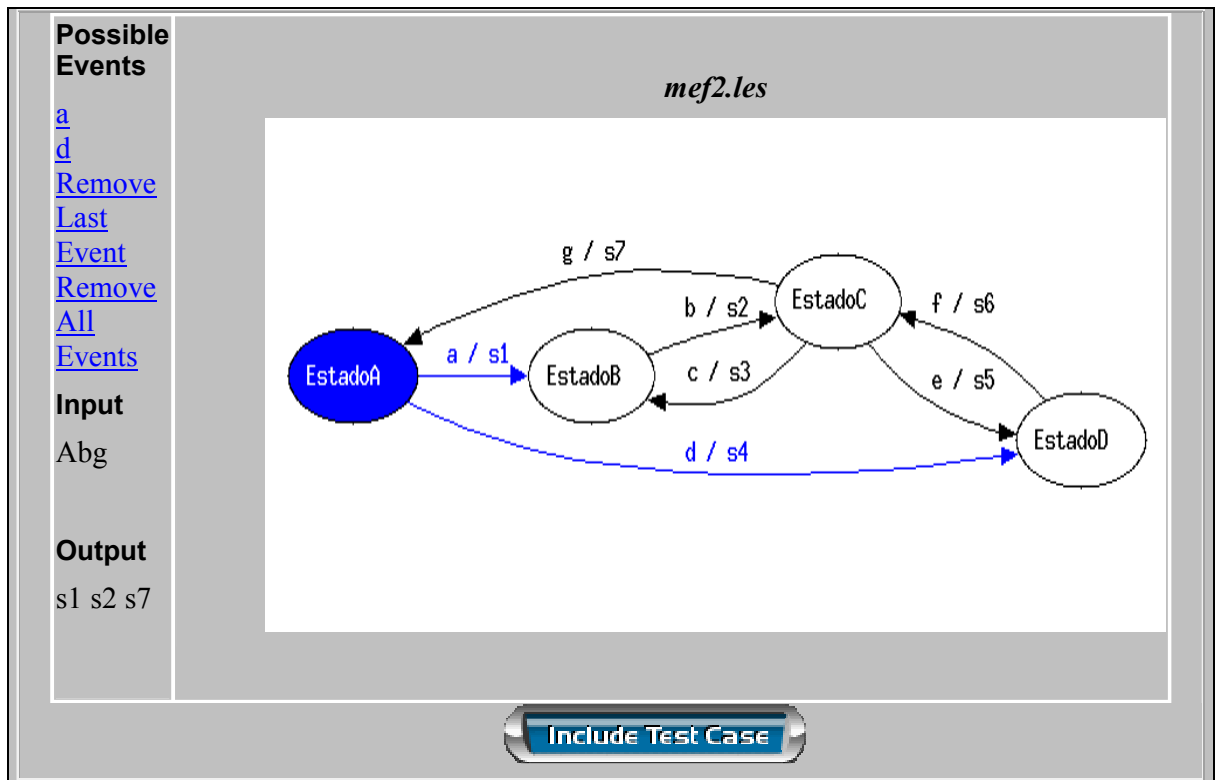 Possible
Events
a
d
Remove
Last
Event
Remove
All
Events
Input
Abg
Output
s1 s2 s7
mef2.les
g / s7
b / s2
EstadoC
f / s6
a / s1
EstadoA
EstadoB
c / s3
e / s5
EstadoD
d / s4
Include Test Case